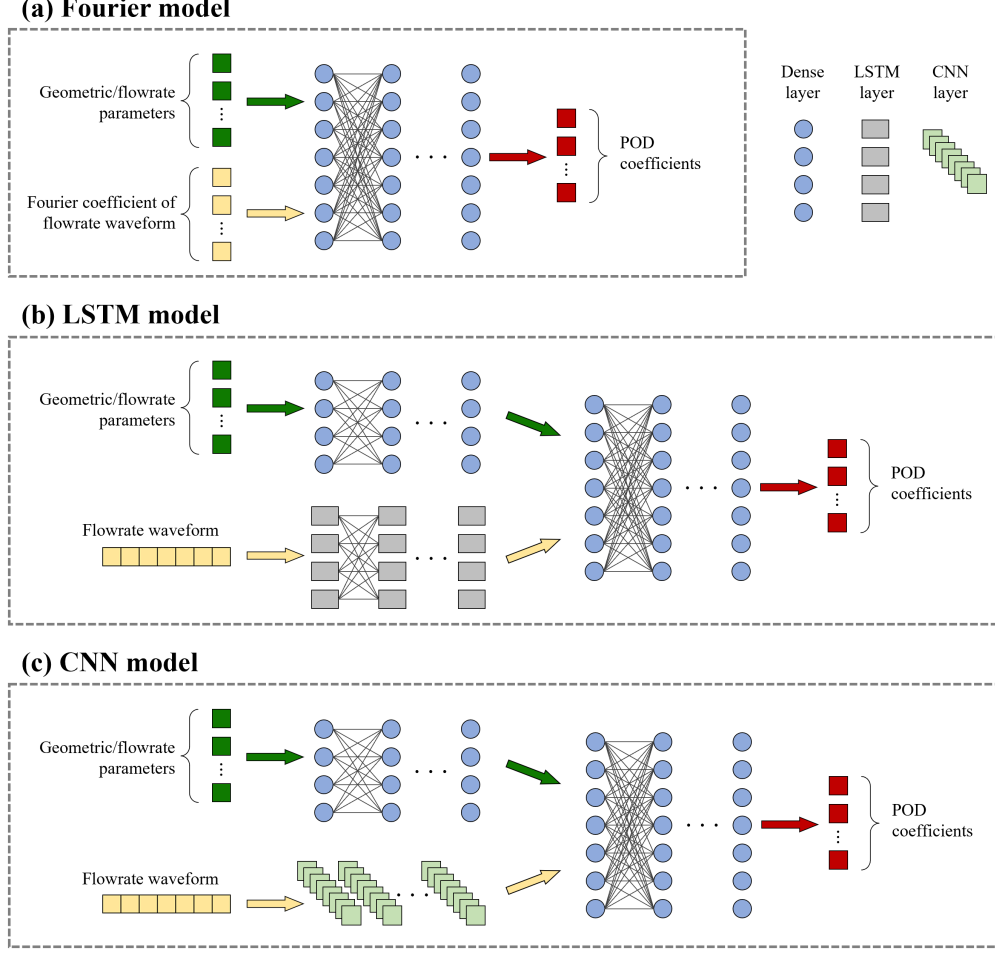 (a) Fourier model
Geometric/flowrate
parameters
Fourier coefficient of
flowrate waveform
POD
coefficients
Dense
layer
LSTM
layer
CNN
layer
(b) LSTM model
Geometric/flowrate
parameters
Flowrate waveform
POD
coefficients
(c) CNN model
Geometric/flowrate
parameters
Flowrate waveform
POD
coefficients